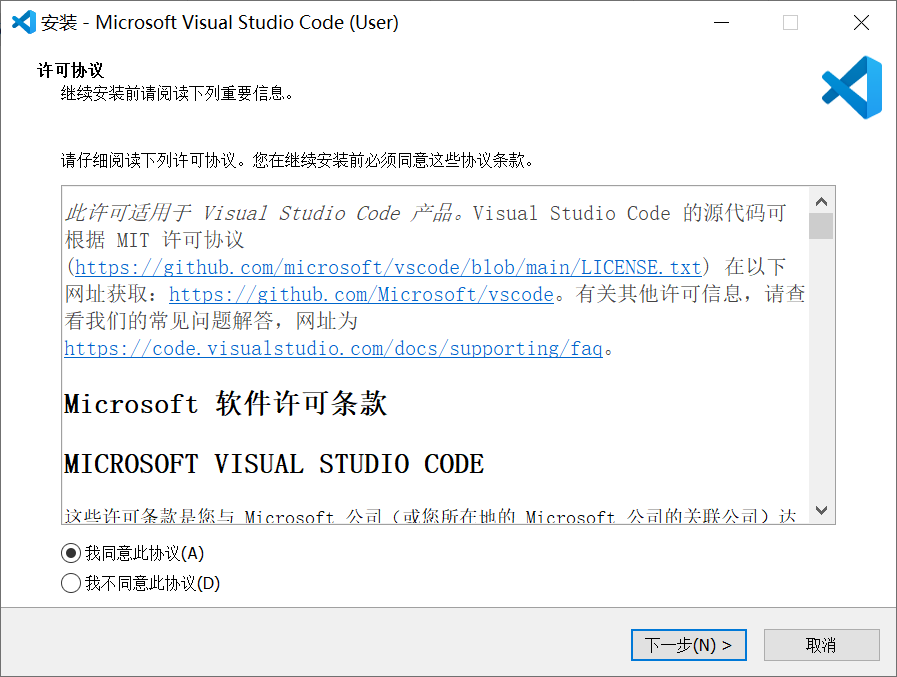 安装 - Microsoft Visual Studio Code (User)
许可协议
继续安装前请阅读下列重要信息。
请仔细阅读下列许可协议。您在继续安装前必须同意这些协议条款。
此许可适用于 Visual Studio Code 产品。Visual Studio Code 的源代码可
根据 MIT 许可协议
(https://github.com/microsoft/vscode/blob/main/LICENSE.txt) 在以下
网址获取：https://github.com/Microsoft/vscode。有关其他许可信息，请查
看我们的常见问题解答，网址为
https://code.visualstudio.com/docs/supporting/faq。
Microsoft 软件许可条款
MICROSOFT VISUAL STUDIO CODE
这些许可条款是您与 Microsoft 公司（或您所在地的 Microsoft 公司的关联公司）达
我同意此协议(A)
我不同意此协议(D)
下一步(N) >
取消